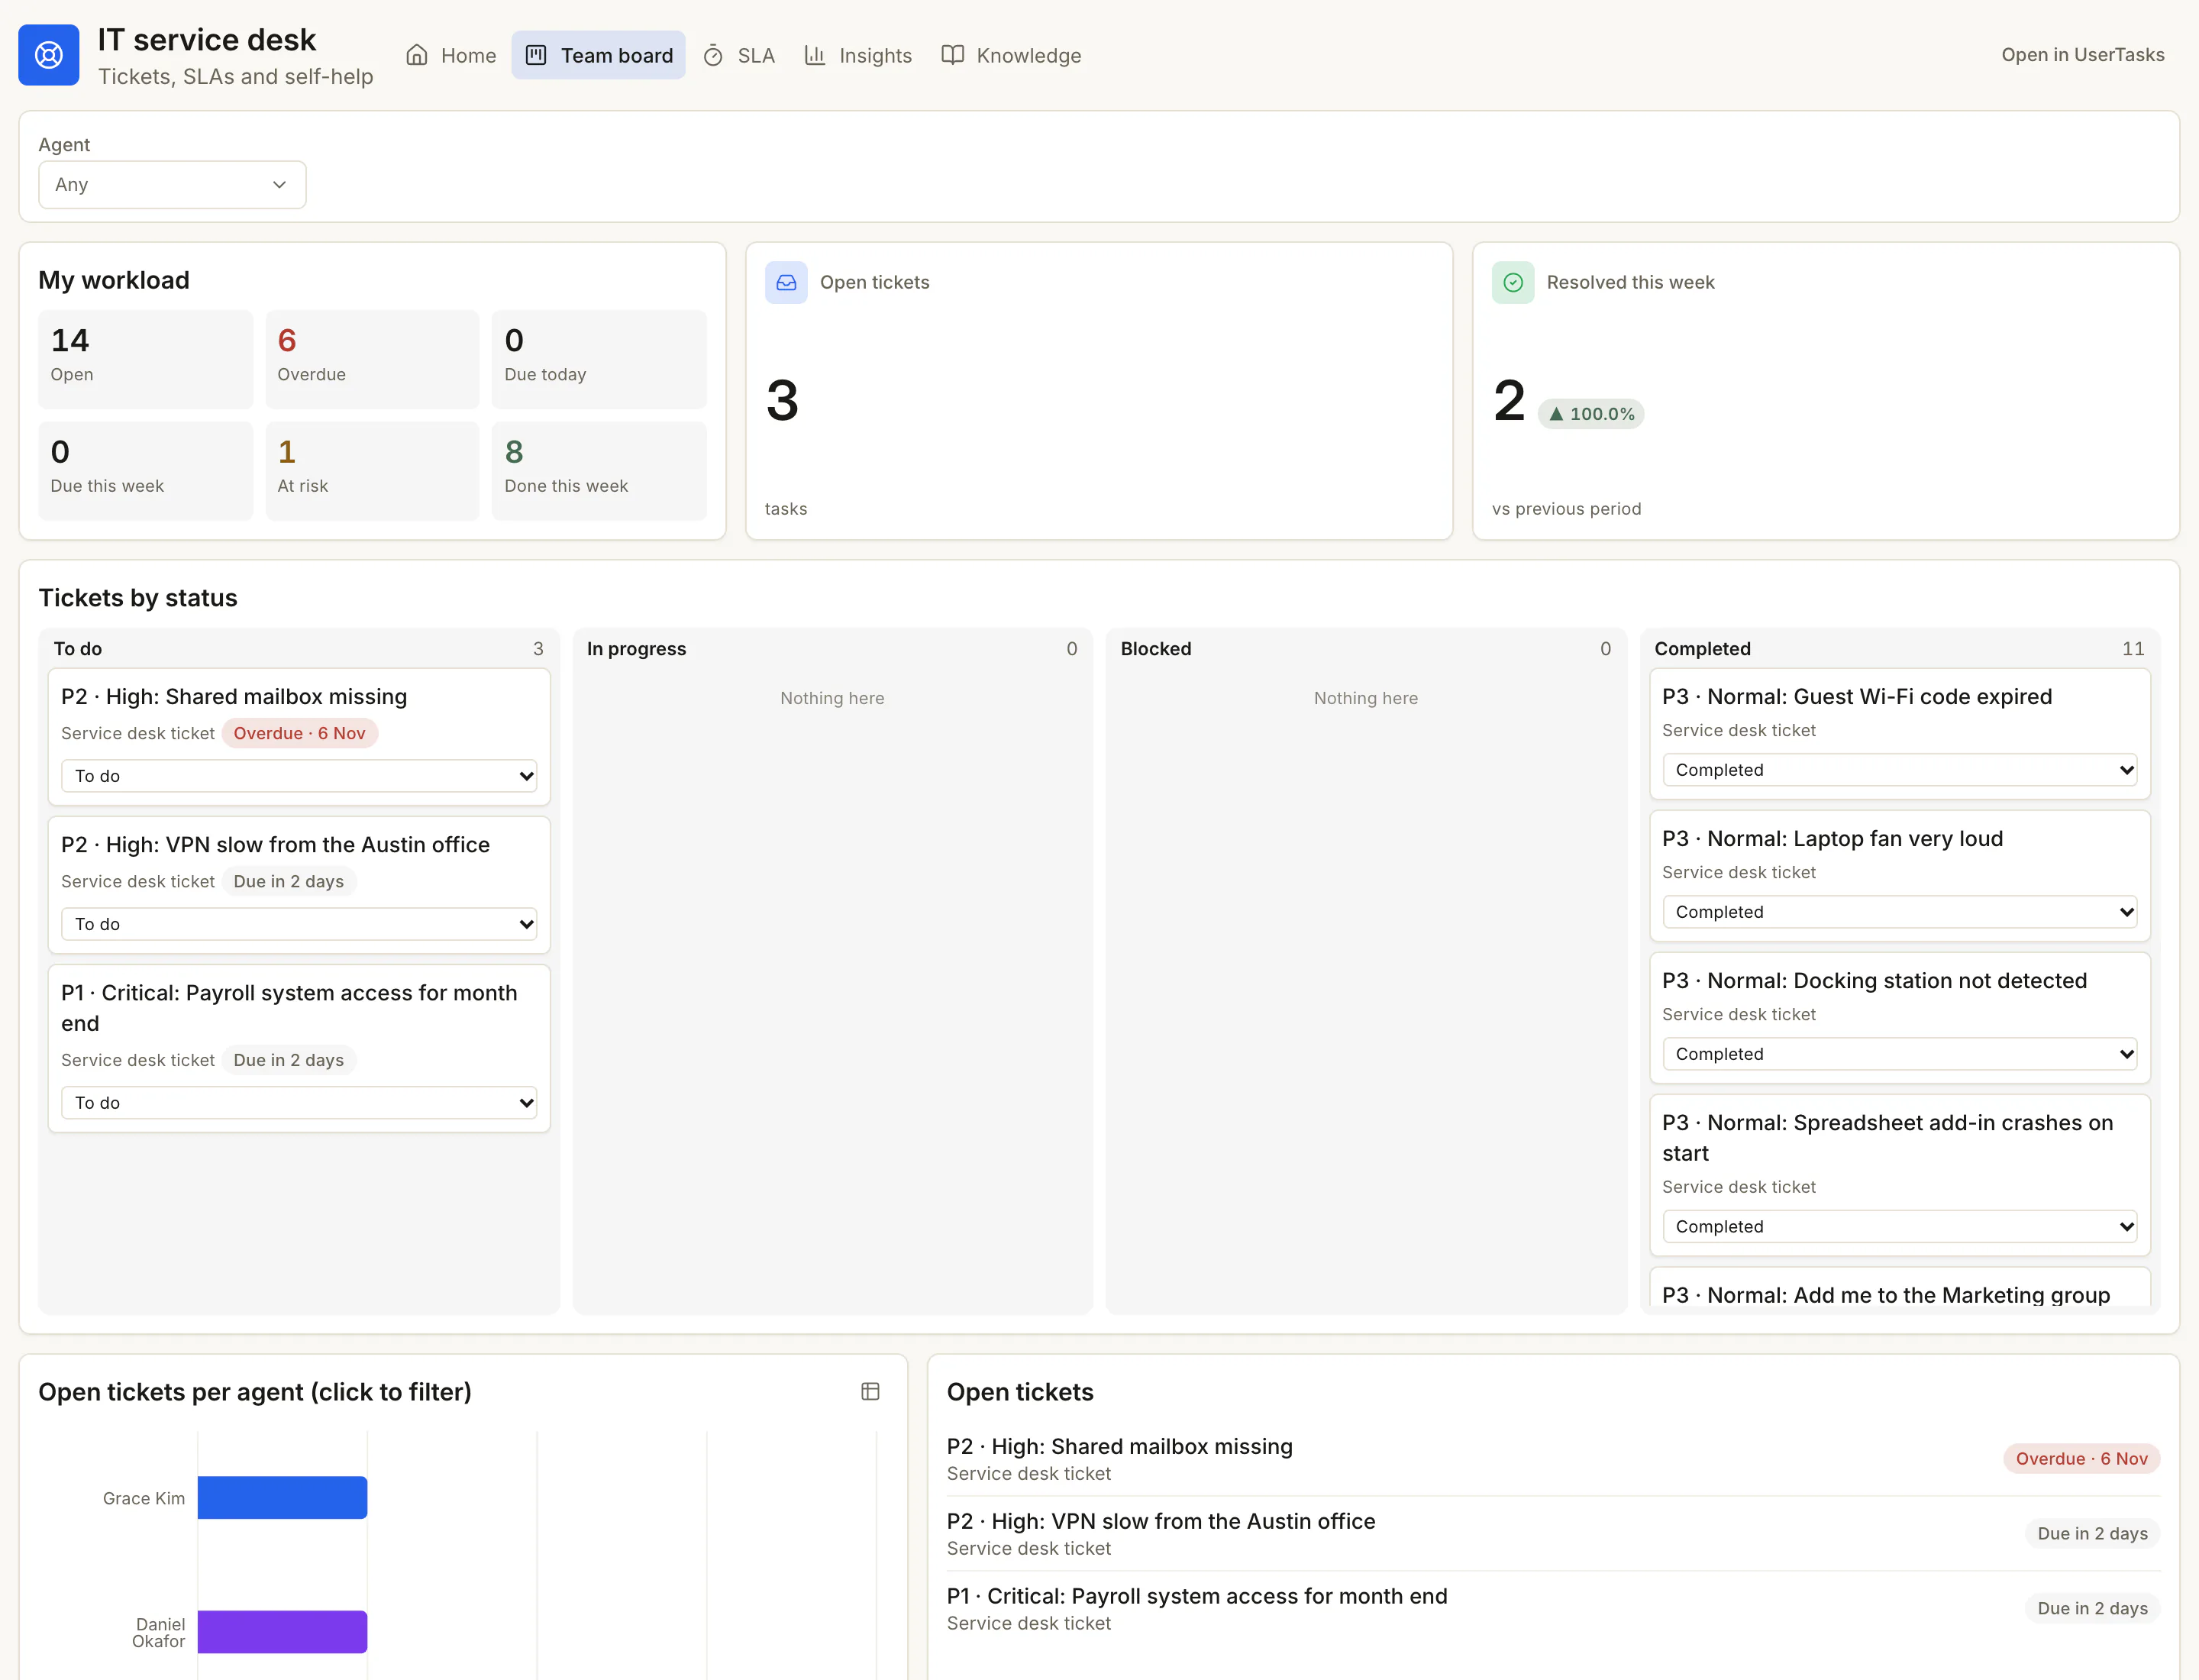 IT service desk
Tickets, SLAs and self-help
Home
Team board
SLA
Insights
Knowledge
Open in UserTasks
Agent
Any
My workload
14
Open
6
Overdue
0
Due today
0
Due this week
1
At risk
8
Done this week
Open tickets
3
tasks
Resolved this week
2
▲ 100.0%
vs previous period
Tickets by status
To do
3
P2 · High: Shared mailbox missing
Service desk ticket
Overdue · 6 Nov
To do
P2 · High: VPN slow from the Austin office
Service desk ticket
Due in 2 days
To do
P1 · Critical: Payroll system access for month
end
Service desk ticket
Due in 2 days
To do
In progress
0
Nothing here
Blocked
0
Nothing here
Completed
11
P3 · Normal: Guest Wi-Fi code expired
Service desk ticket
Completed
P3 · Normal: Laptop fan very loud
Service desk ticket
Completed
P3 · Normal: Docking station not detected
Service desk ticket
Completed
P3 · Normal: Spreadsheet add-in crashes on
start
Service desk ticket
Completed
P3 · Normal: Add me to the Marketing group
Open tickets per agent (click to filter)
Grace Kim
Daniel
Okafor
Open tickets
P2 · High: Shared mailbox missing
Service desk ticket
Overdue · 6 Nov
P2 · High: VPN slow from the Austin office
Service desk ticket
Due in 2 days
P1 · Critical: Payroll system access for month end
Service desk ticket
Due in 2 days